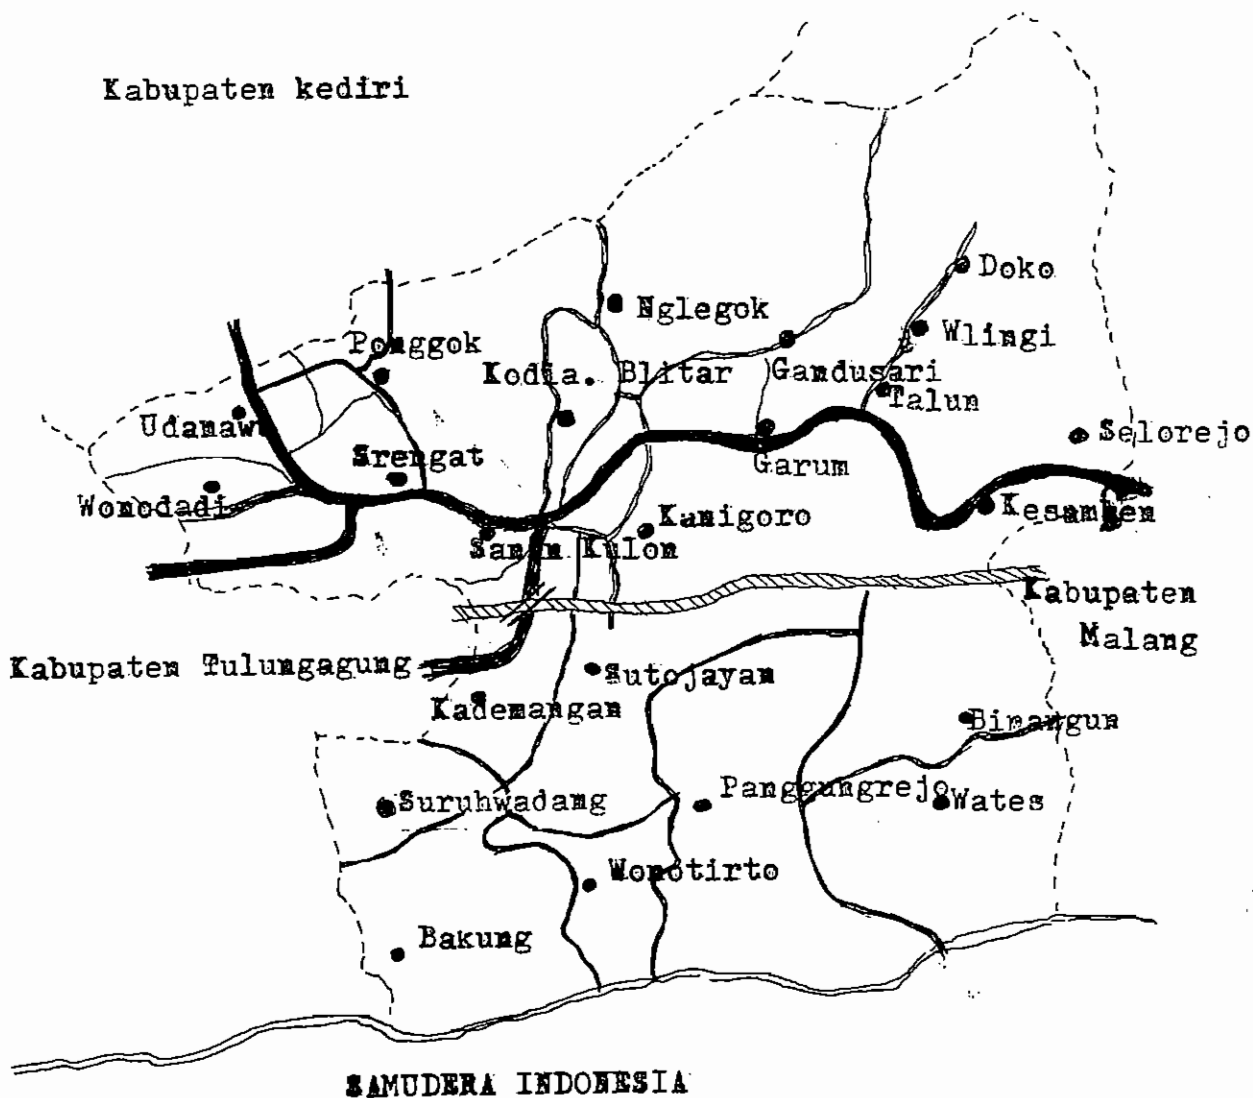 Kabupaten kediri
Doko
Nglegok
Wlingi
Ponggok
Kodia. Blitar
Gandusari
Talun
Udanawu
Selorejo
Srengat
Garum
Wonodadi
Kesamben
Kanigoro
Sanan Kulon
Kabupaten
Malang
Kabupaten Tulungagung
Sutojayan
Kademangan
Binangun
Suruhwadang
Panggungrejo
Wates
Wonotirto
Bakung
SAMUDERA INDONESIA